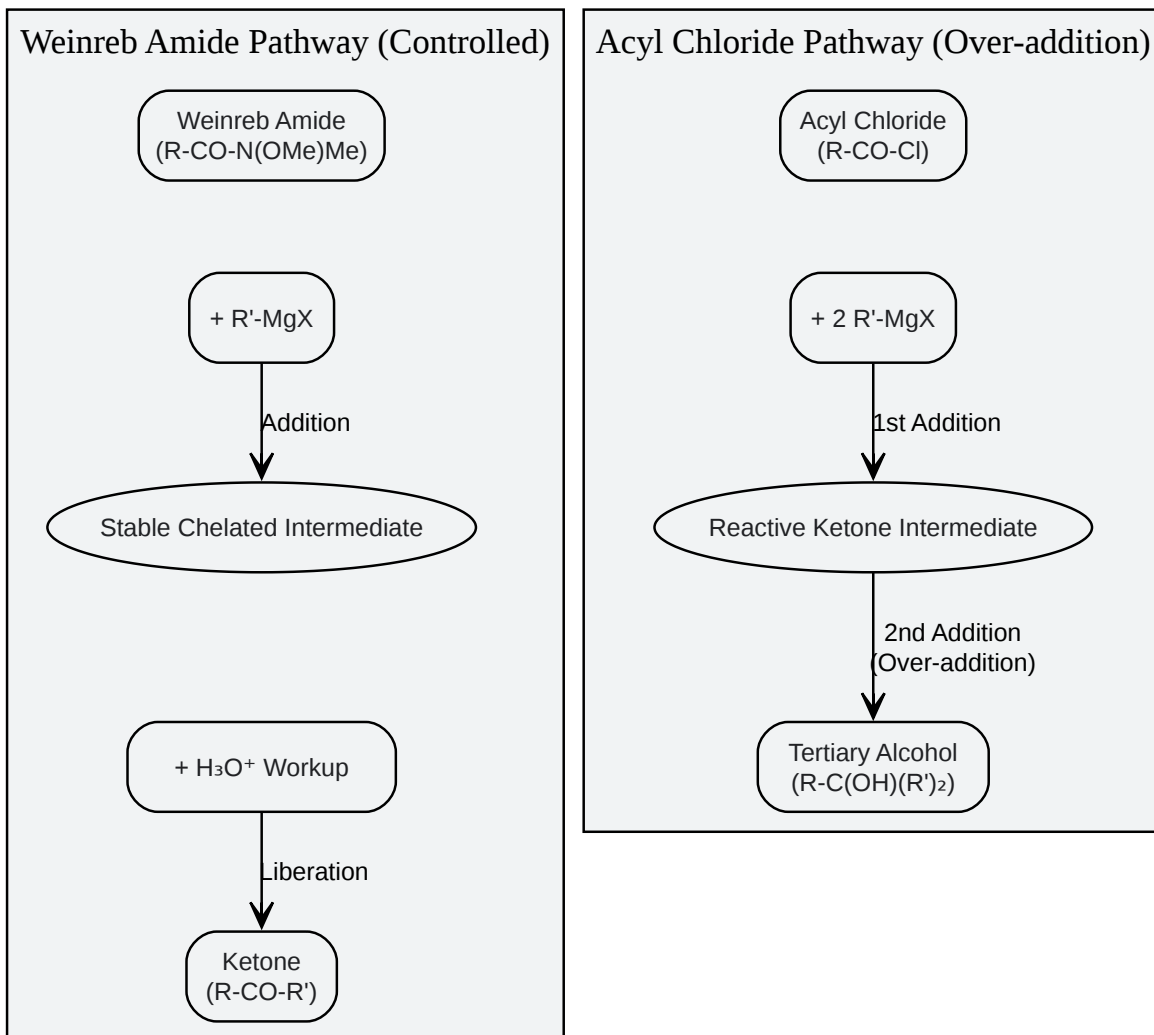 Weinreb Amide Pathway (Controlled)
Weinreb Amide
(R-CO-N(OMe)Me)
+ R'-MgX
Addition
Stable Chelated Intermediate
+ H₃O⁺ Workup
Liberation
Ketone
(R-CO-R')
Acyl Chloride Pathway (Over-addition)
Acyl Chloride
(R-CO-Cl)
+ 2 R'-MgX
1st Addition
Reactive Ketone Intermediate
2nd Addition
(Over-addition)
Tertiary Alcohol
(R-C(OH)(R')₂)